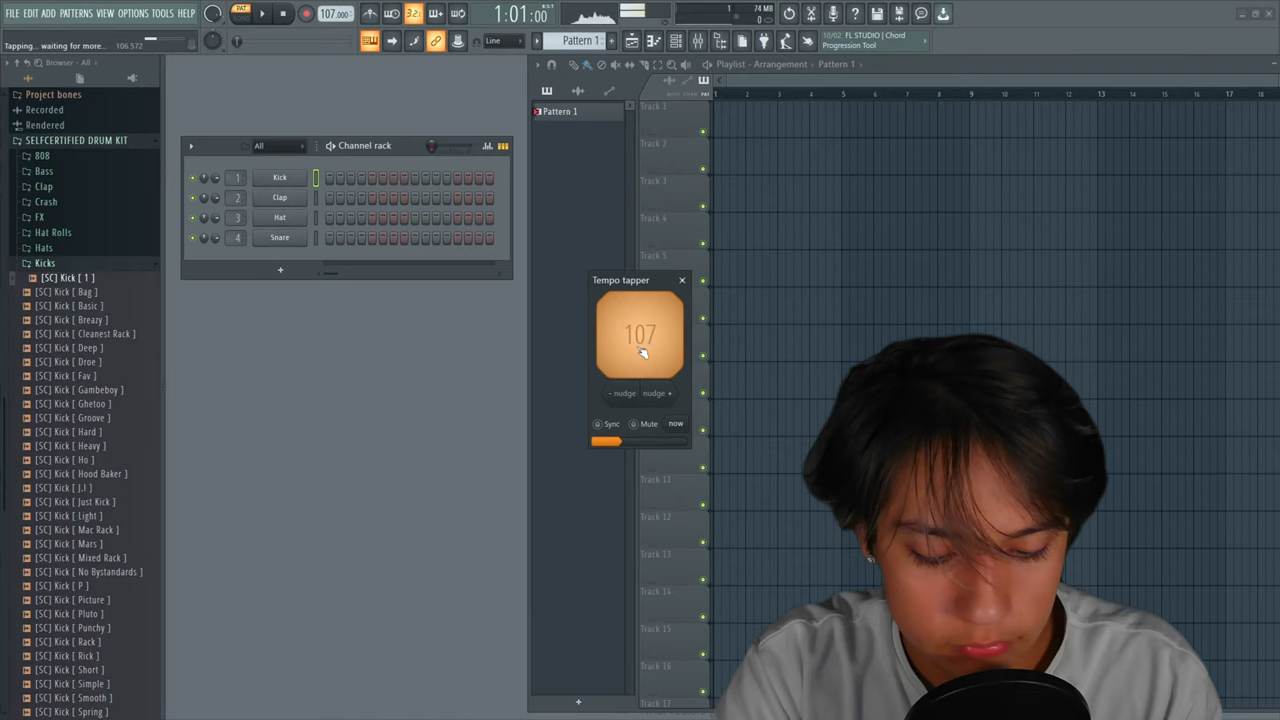 FILE EDIT ADD PATTERNS VIEW OPTIONS TOOLS HELP
PAT
SONG
107.000
3.2
1:01:00
B:S:T
1
74 MB
0
Tapping... waiting for more...
106.572
Line
Pattern 1
+
10/02 FL STUDIO | Chord
Progression Tool
Browser - All
Playlist - Arrangement
Pattern 1
Project bones
Recorded
Rendered
SELFCERTIFIED DRUM KIT
808
Bass
Clap
Crash
FX
Hat Rolls
Hats
Kicks
[SC] Kick [ 1 ]
[SC] Kick [ Bag ]
[SC] Kick [ Basic ]
[SC] Kick [ Breazy ]
[SC] Kick [ Cleanest Rack ]
[SC] Kick [ Deep ]
[SC] Kick [ Droe ]
[SC] Kick [ Fav ]
[SC] Kick [ Gambeboy ]
[SC] Kick [ Ghetoo ]
[SC] Kick [ Groove ]
[SC] Kick [ Hard ]
[SC] Kick [ Heavy ]
[SC] Kick [ Ho ]
[SC] Kick [ Hood Baker ]
[SC] Kick [ J.I ]
[SC] Kick [ Just Kick ]
[SC] Kick [ Light ]
[SC] Kick [ Mac Rack ]
[SC] Kick [ Mars ]
[SC] Kick [ Mixed Rack ]
[SC] Kick [ No Bystandards ]
[SC] Kick [ P ]
[SC] Kick [ Picture ]
[SC] Kick [ Pluto ]
[SC] Kick [ Punchy ]
[SC] Kick [ Rack ]
[SC] Kick [ Rick ]
[SC] Kick [ Short ]
[SC] Kick [ Simple ]
[SC] Kick [ Smooth ]
[SC] Kick [ Spring ]
All
Channel rack
1 Kick
2 Clap
3 Hat
4 Snare
+
Pattern 1
1 2 3 4 5 6 7 8 9 10 11 12 13 14
Track 1
Track 2
Track 3
Track 4
Track 5
Track 11
Track 12
Track 13
Track 14
Track 15
Track 16
Track 17
+
Tempo tapper
107
- nudge nudge +
Sync Mute now